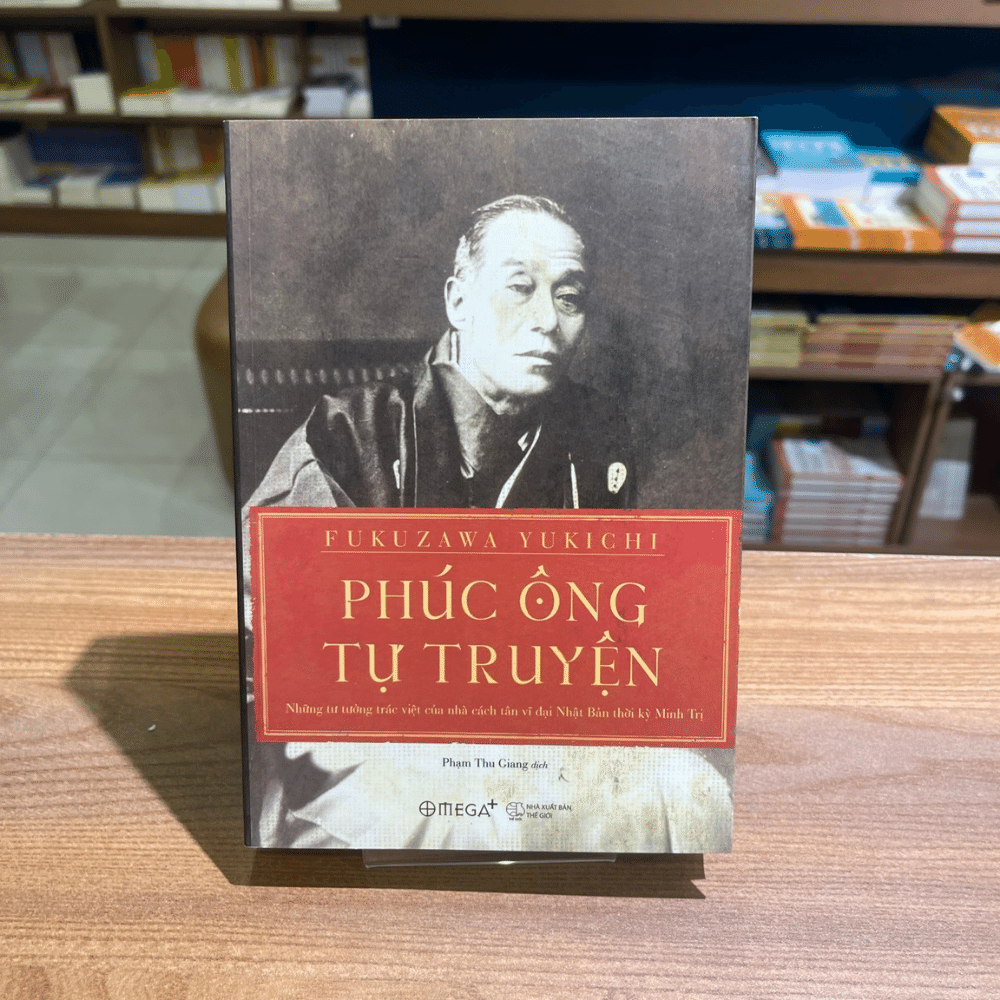 FUKUZAWA YUKICHI
PHÚC ÔNG
TỰ TRUYỆN
Những tư tưởng trác việt của nhà cách tân vĩ đại Nhật Bản thời kỳ Minh Trị
Phạm Thu Giang dịch
OMEGA+
NHÀ XUẤT BẢN
THẾ GIỚI